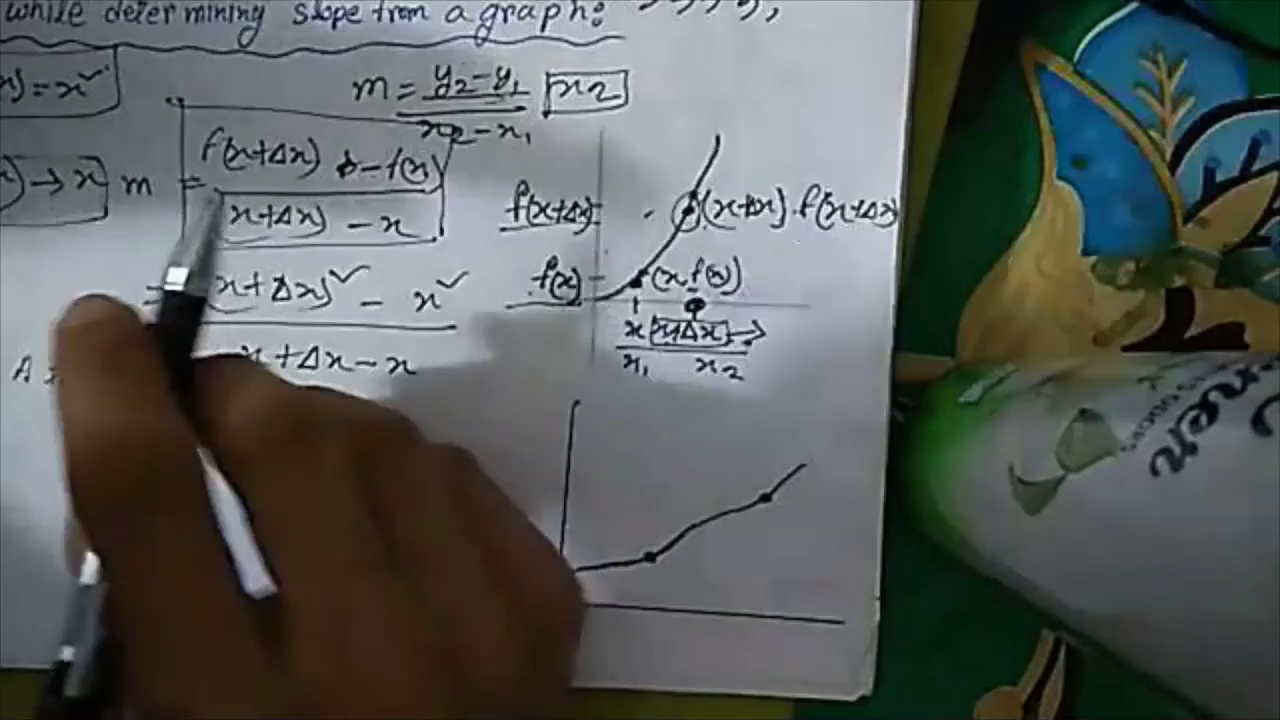 while determining slope from a graph:
x) = x²
m = y₂ - y₁ / x₂ - x₁
x2
→ x
m = f(x+Δx) - f(x) / (x+Δx) - x
= (x+Δx)² - x²
x+Δx-x
f(x+Δx)
(x+Δx) f(x+Δx)
f(x)
(x f(x))
x x+Δx
x₁ x₂